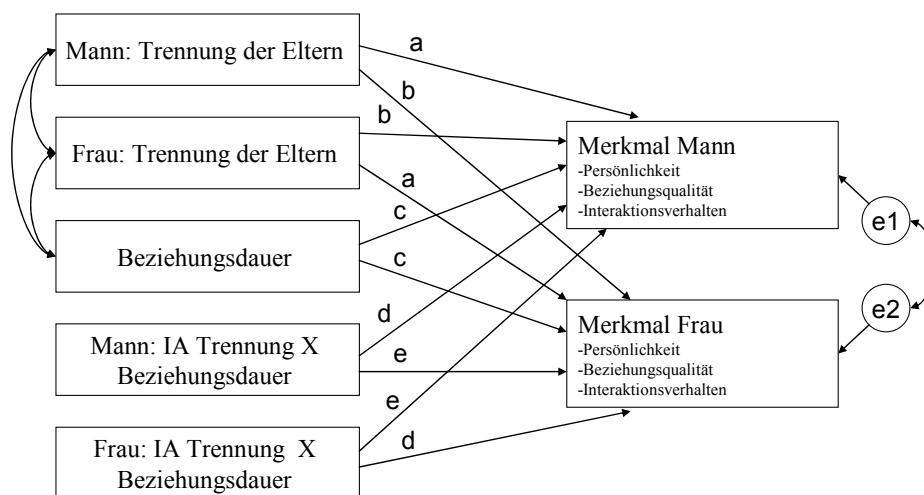 Mann: Trennung der Eltern
Frau: Trennung der Eltern
Beziehungsdauer
Mann: IA Trennung X
Beziehungsdauer
Frau: IA Trennung X
Beziehungsdauer
a
b
b
a
c
c
d
e
e
d
Merkmal Mann
-Persönlichkeit
-Beziehungsqualität
-Interaktionsverhalten
Merkmal Frau
-Persönlichkeit
-Beziehungsqualität
-Interaktionsverhalten
e1
e2